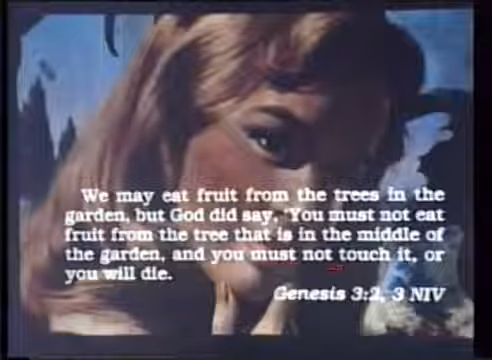 We may eat fruit from the trees in the
garden, but God did say, 'You must not eat
fruit from the tree that is in the middle of
the garden, and you must not touch it, or
you will die.
Genesis 3:2, 3 NIV